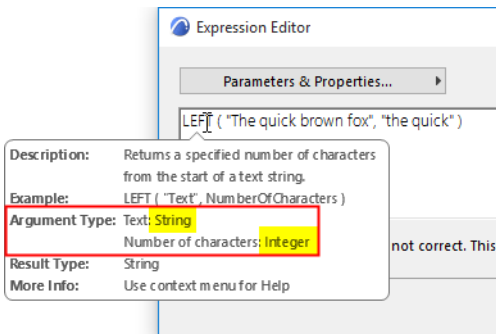 Expression Editor
Parameters & Properties...
LEFT ( "The quick brown fox", "the quick" )
Description: Returns a specified number of characters
from the start of a text string.
Example: LEFT ( "Text", NumberOfCharacters )
Argument Type: Text: String
Number of characters: Integer
not correct. This
Result Type: String
More Info: Use context menu for Help